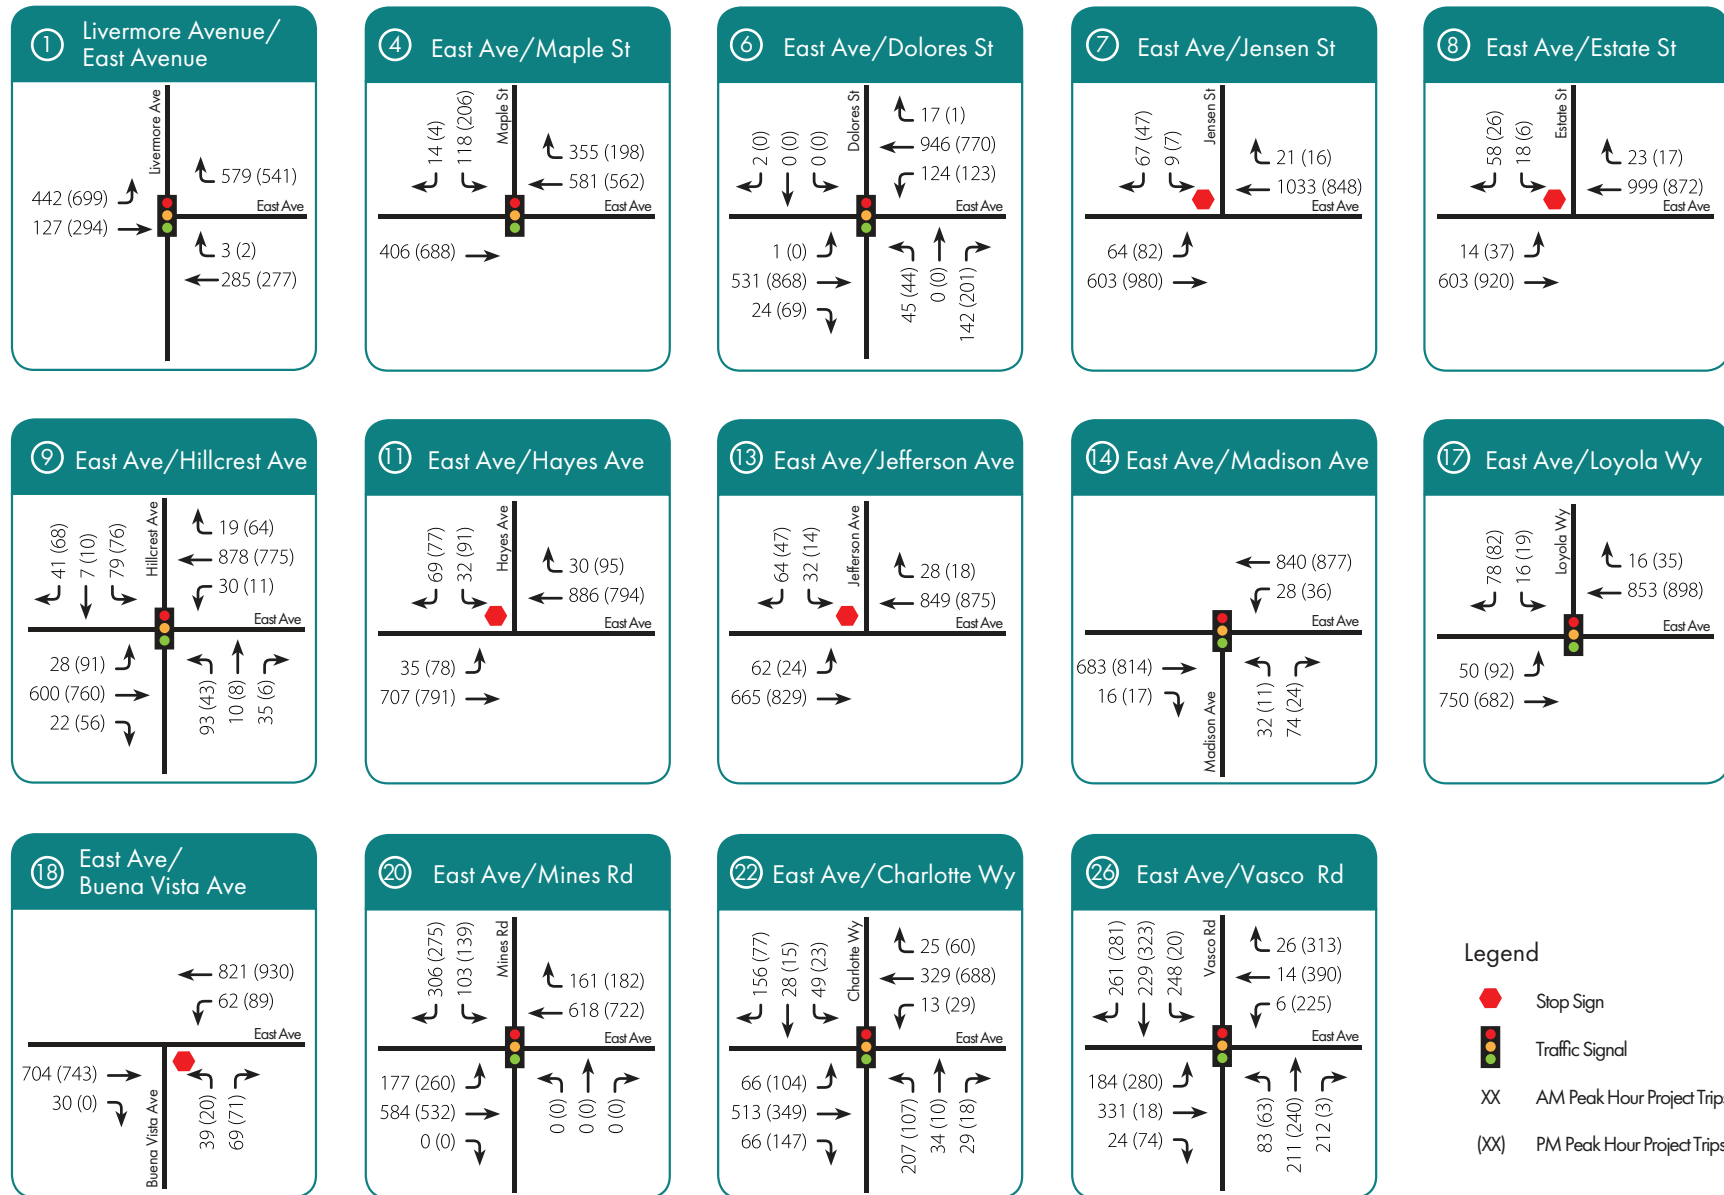 1 Livermore Avenue/
East Avenue
Livermore Ave
442 (699)
127 (294)
579 (541)
East Ave
3 (2)
285 (277)
4 East Ave/Maple St
14 (4)
118 (206)
Maple St
355 (198)
581 (562)
406 (688)
6 East Ave/Dolores St
2 (0)
0 (0)
0 (0)
Dolores St
17 (1)
946 (770)
124 (123)
1 (0)
531 (868)
24 (69)
45 (44)
0 (0)
142 (201)
7 East Ave/Jensen St
67 (47)
9 (7)
Jensen St
21 (16)
1033 (848)
East Ave
64 (82)
603 (980)
8 East Ave/Estate St
58 (26)
18 (6)
Estate St
23 (17)
999 (872)
East Ave
14 (37)
603 (920)
9 East Ave/Hillcrest Ave
41 (68)
7 (10)
79 (76)
Hillcrest Ave
19 (64)
878 (775)
30 (11)
East Ave
28 (91)
600 (760)
22 (56)
93 (43)
10 (8)
35 (6)
11 East Ave/Hayes Ave
69 (77)
32 (91)
Hayes Ave
30 (95)
886 (794)
East Ave
35 (78)
707 (791)
13 East Ave/Jefferson Ave
64 (47)
32 (14)
Jefferson Ave
28 (18)
849 (875)
East Ave
62 (24)
665 (829)
14 East Ave/Madison Ave
840 (877)
28 (36)
East Ave
683 (814)
16 (17)
Madison Ave
32 (11)
74 (24)
17 East Ave/Loyola Wy
78 (82)
16 (19)
Loyola Wy
16 (35)
853 (898)
East Ave
50 (92)
750 (682)
18 East Ave/
Buena Vista Ave
821 (930)
62 (89)
East Ave
704 (743)
30 (0)
Buena Vista Ave
39 (20)
69 (71)
20 East Ave/Mines Rd
306 (275)
103 (139)
Mines Rd
161 (182)
618 (722)
East Ave
177 (260)
584 (532)
0 (0)
0 (0)
0 (0)
0 (0)
22 East Ave/Charlotte Wy
156 (77)
28 (15)
49 (23)
Charlotte Wy
25 (60)
329 (688)
13 (29)
East Ave
66 (104)
513 (349)
66 (147)
207 (107)
34 (10)
29 (18)
26 East Ave/Vasco Rd
261 (281)
229 (323)
248 (20)
Vasco Rd
26 (313)
14 (390)
6 (225)
East Ave
184 (280)
331 (18)
24 (74)
83 (63)
211 (240)
212 (3)
Legend
Stop Sign
Traffic Signal
XX AM Peak Hour Project Trips
(XX) PM Peak Hour Project Trips